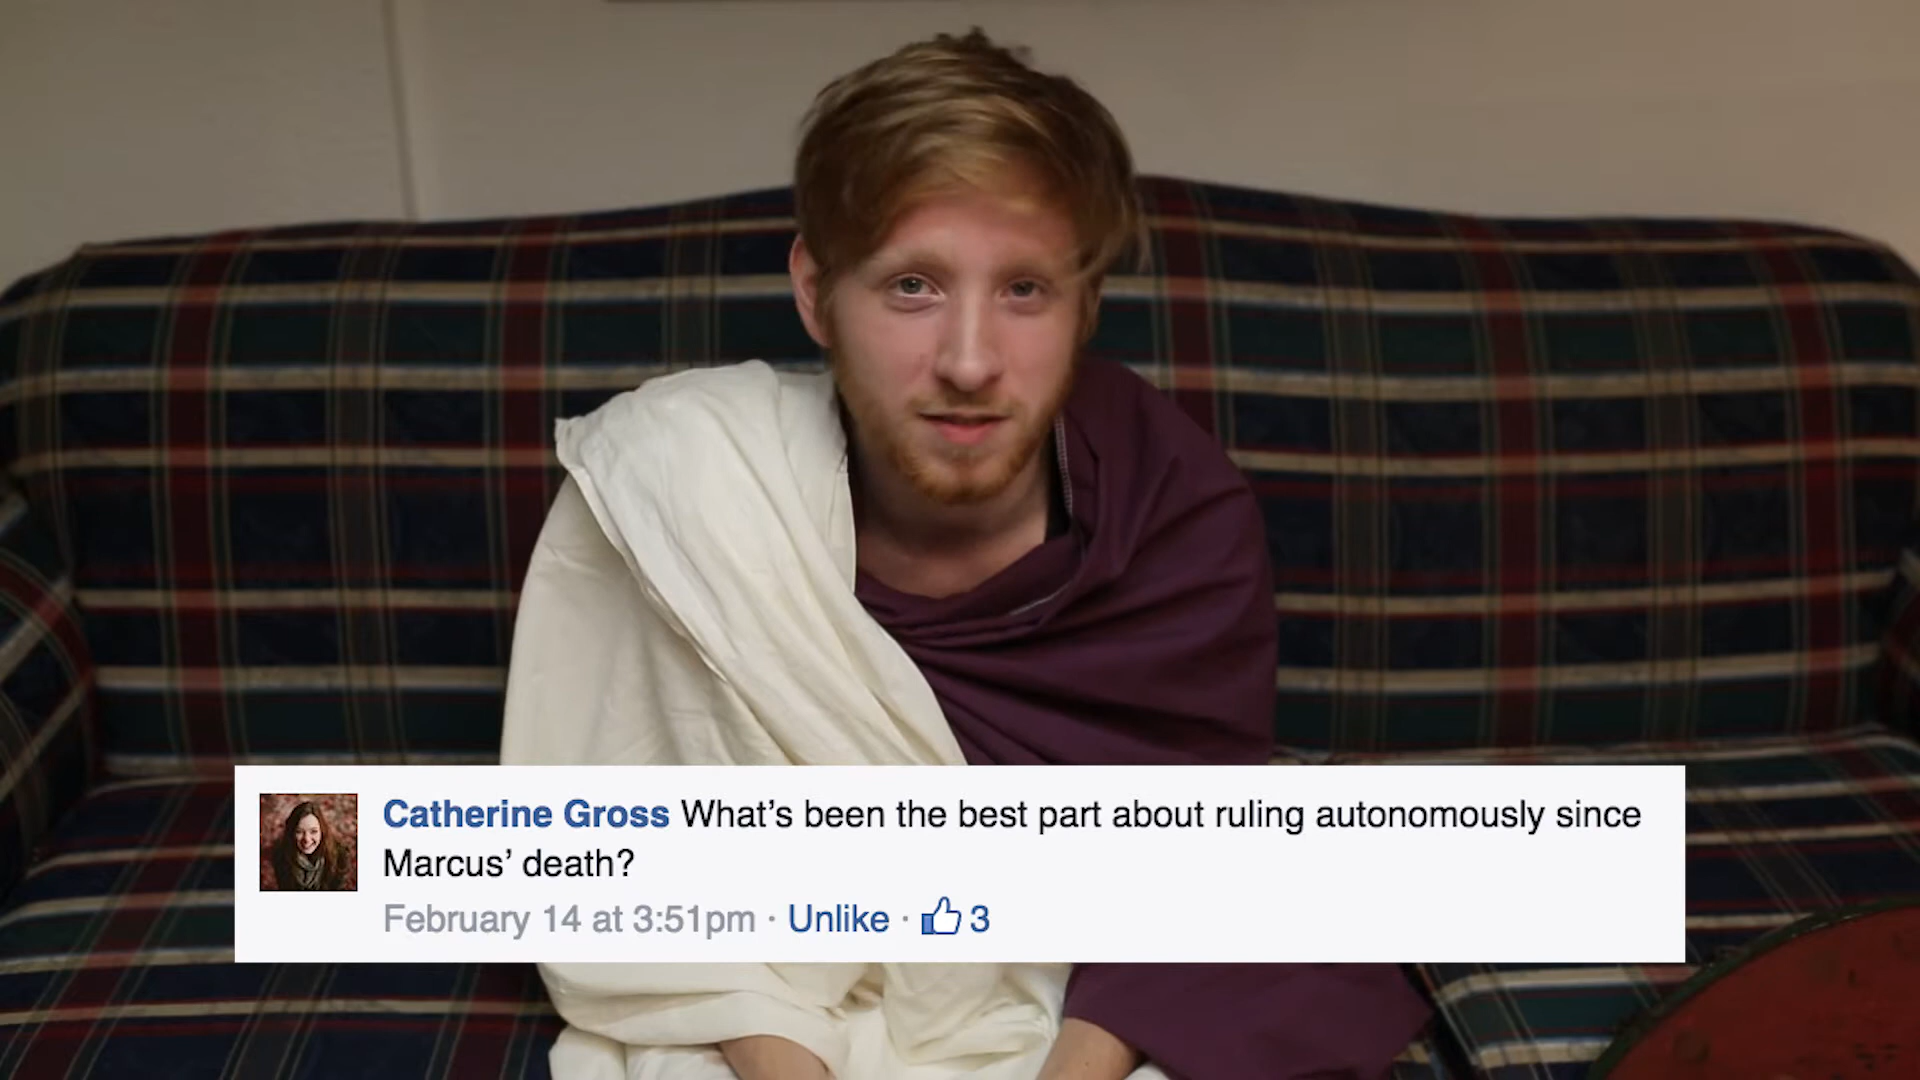 Catherine Gross What's been the best part about ruling autonomously since
Marcus' death?
February 14 at 3:51pm · Unlike · 3